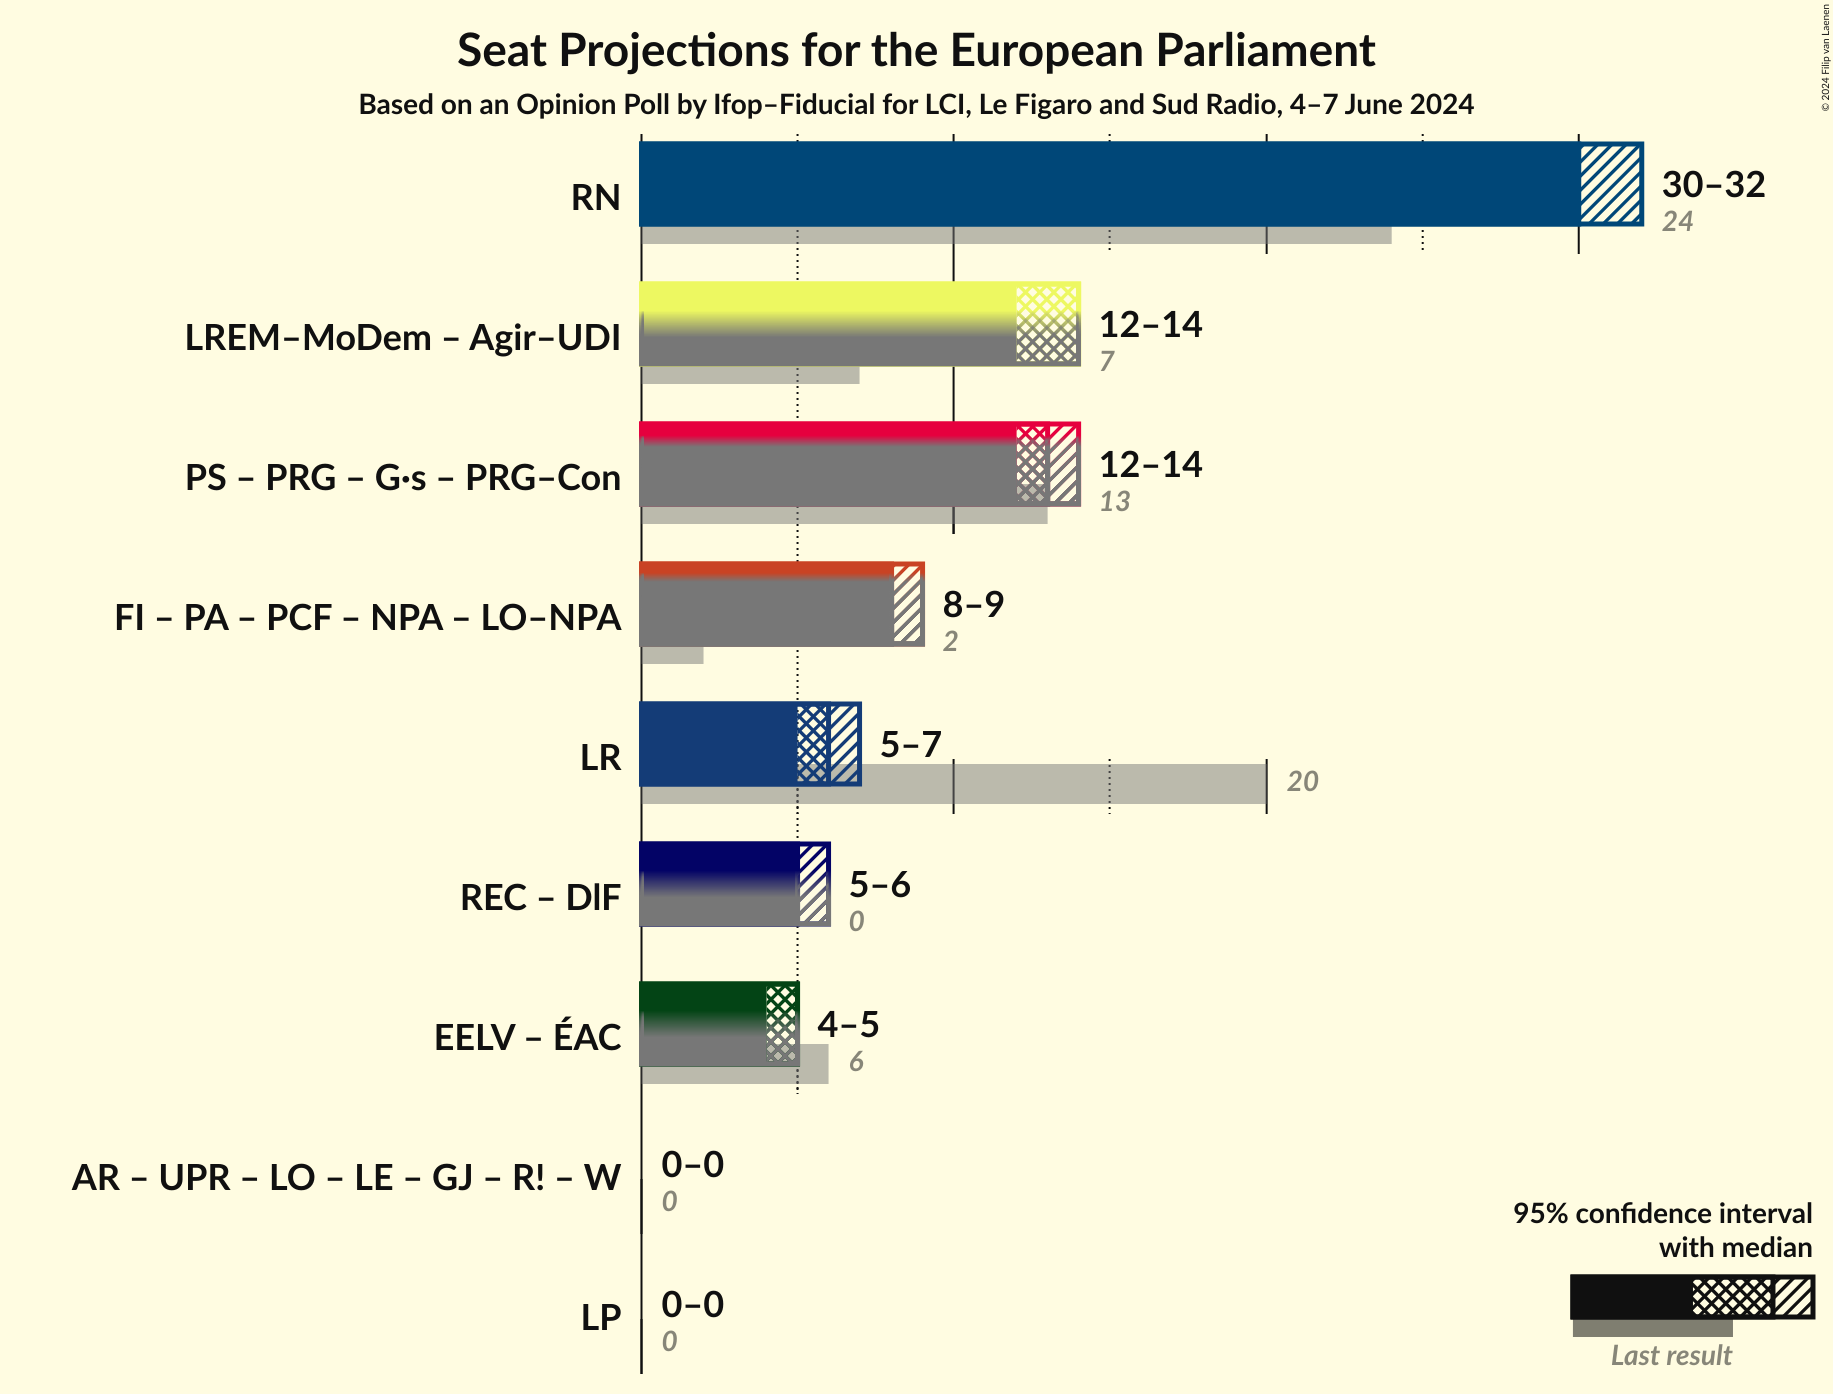 Seat Projections for the European Parliament
Based on an Opinion Poll by Ifop–Fiducial for LCI, Le Figaro and Sud Radio, 4–7 June 2024
© 2024 Filip van Laenen
RN
30–32
24
LREM–MoDem – Agir–UDI
12–14
7
PS – PRG – G·s – PRG–Con
12–14
13
FI – PA – PCF – NPA – LO–NPA
8–9
2
LR
5–7
20
REC – DlF
5–6
0
EELV – ÉAC
4–5
6
AR – UPR – LO – LE – GJ – R! – W
0–0
0
LP
0–0
0
95% confidence interval
with median
Last result